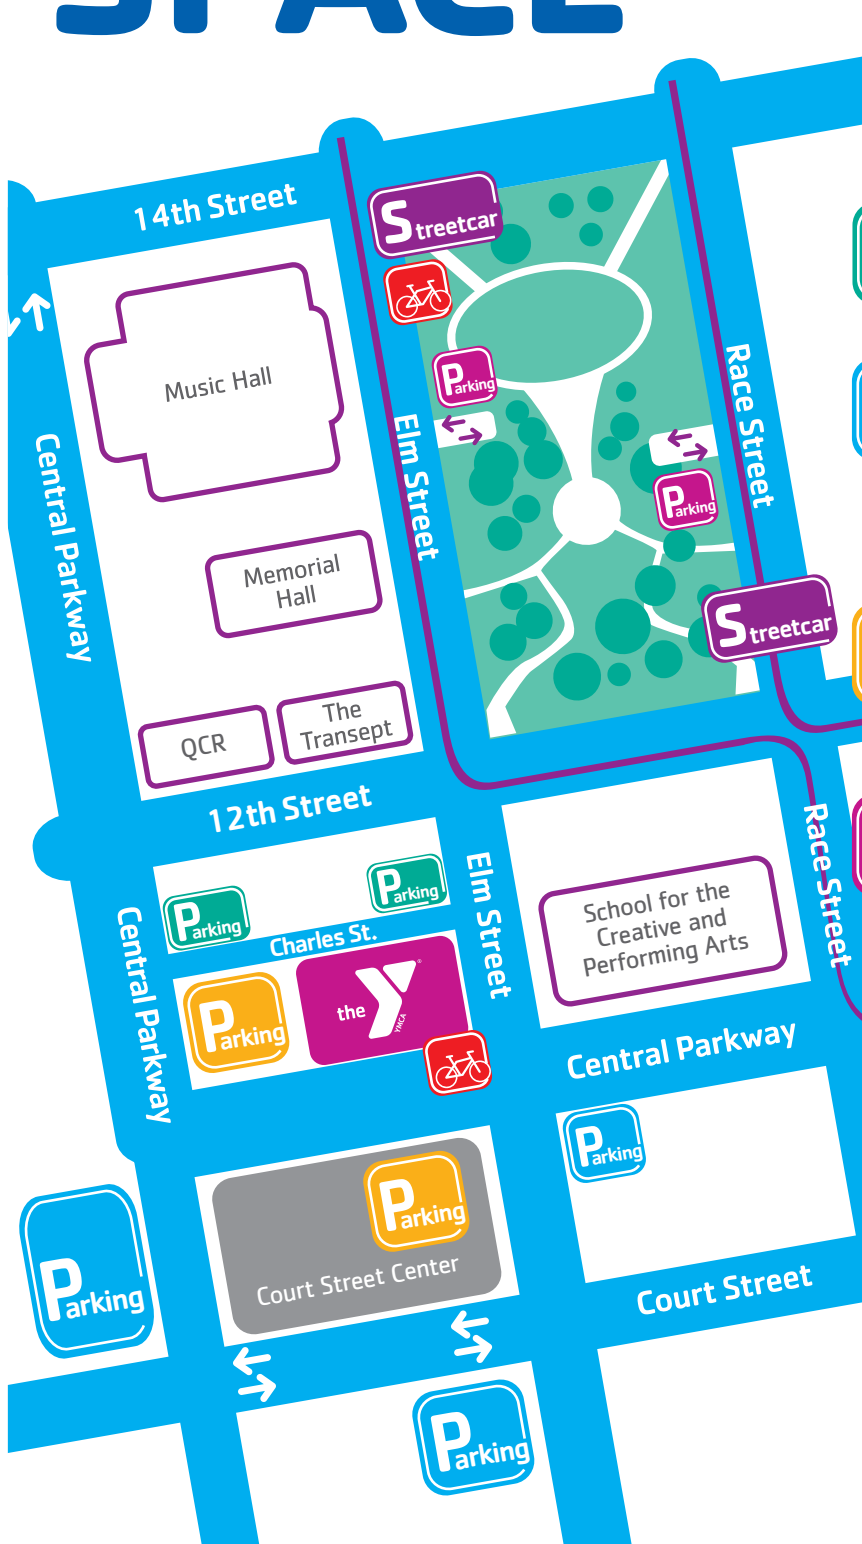 SPACE
14th Street
Streetcar
Music Hall
Parking
Race Street
Elm Street
Central Parkway
Parking
Memorial
Hall
Streetcar
The
Transept
QCR
12th Street
Race Street
Elm Street
School for the
Creative and
Performing Arts
Parking
Parking
Charles St.
Central Parkway
Parking
the
YMCA
®
Central Parkway
Parking
Parking
Court Street Center
Parking
Court Street
Parking